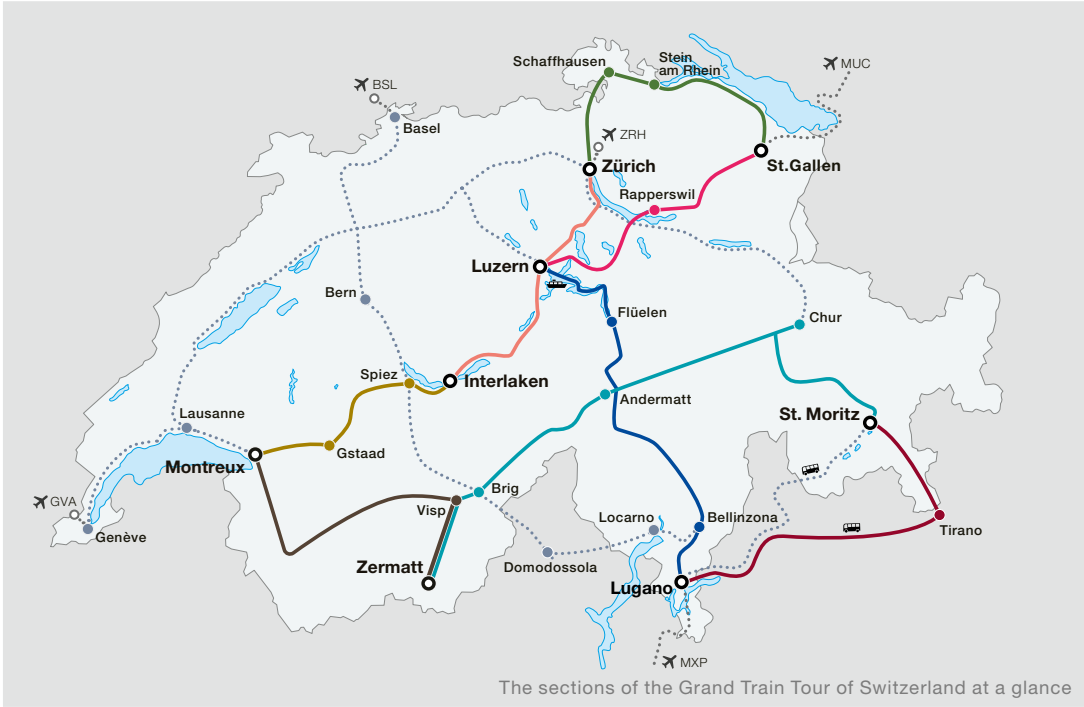 Schaffhausen
Stein
am Rhein
MUC
BSL
Basel
ZRH
Zürich
St.Gallen
Rapperswil
Luzern
Bern
Flüelen
Chur
Spiez
Interlaken
Andermatt
Lausanne
St. Moritz
Montreux
Gstaad
GVA
Brig
Visp
Genève
Locarno
Bellinzona
Tirano
Zermatt
Domodossola
Lugano
MXP
The sections of the Grand Train Tour of Switzerland at a glance